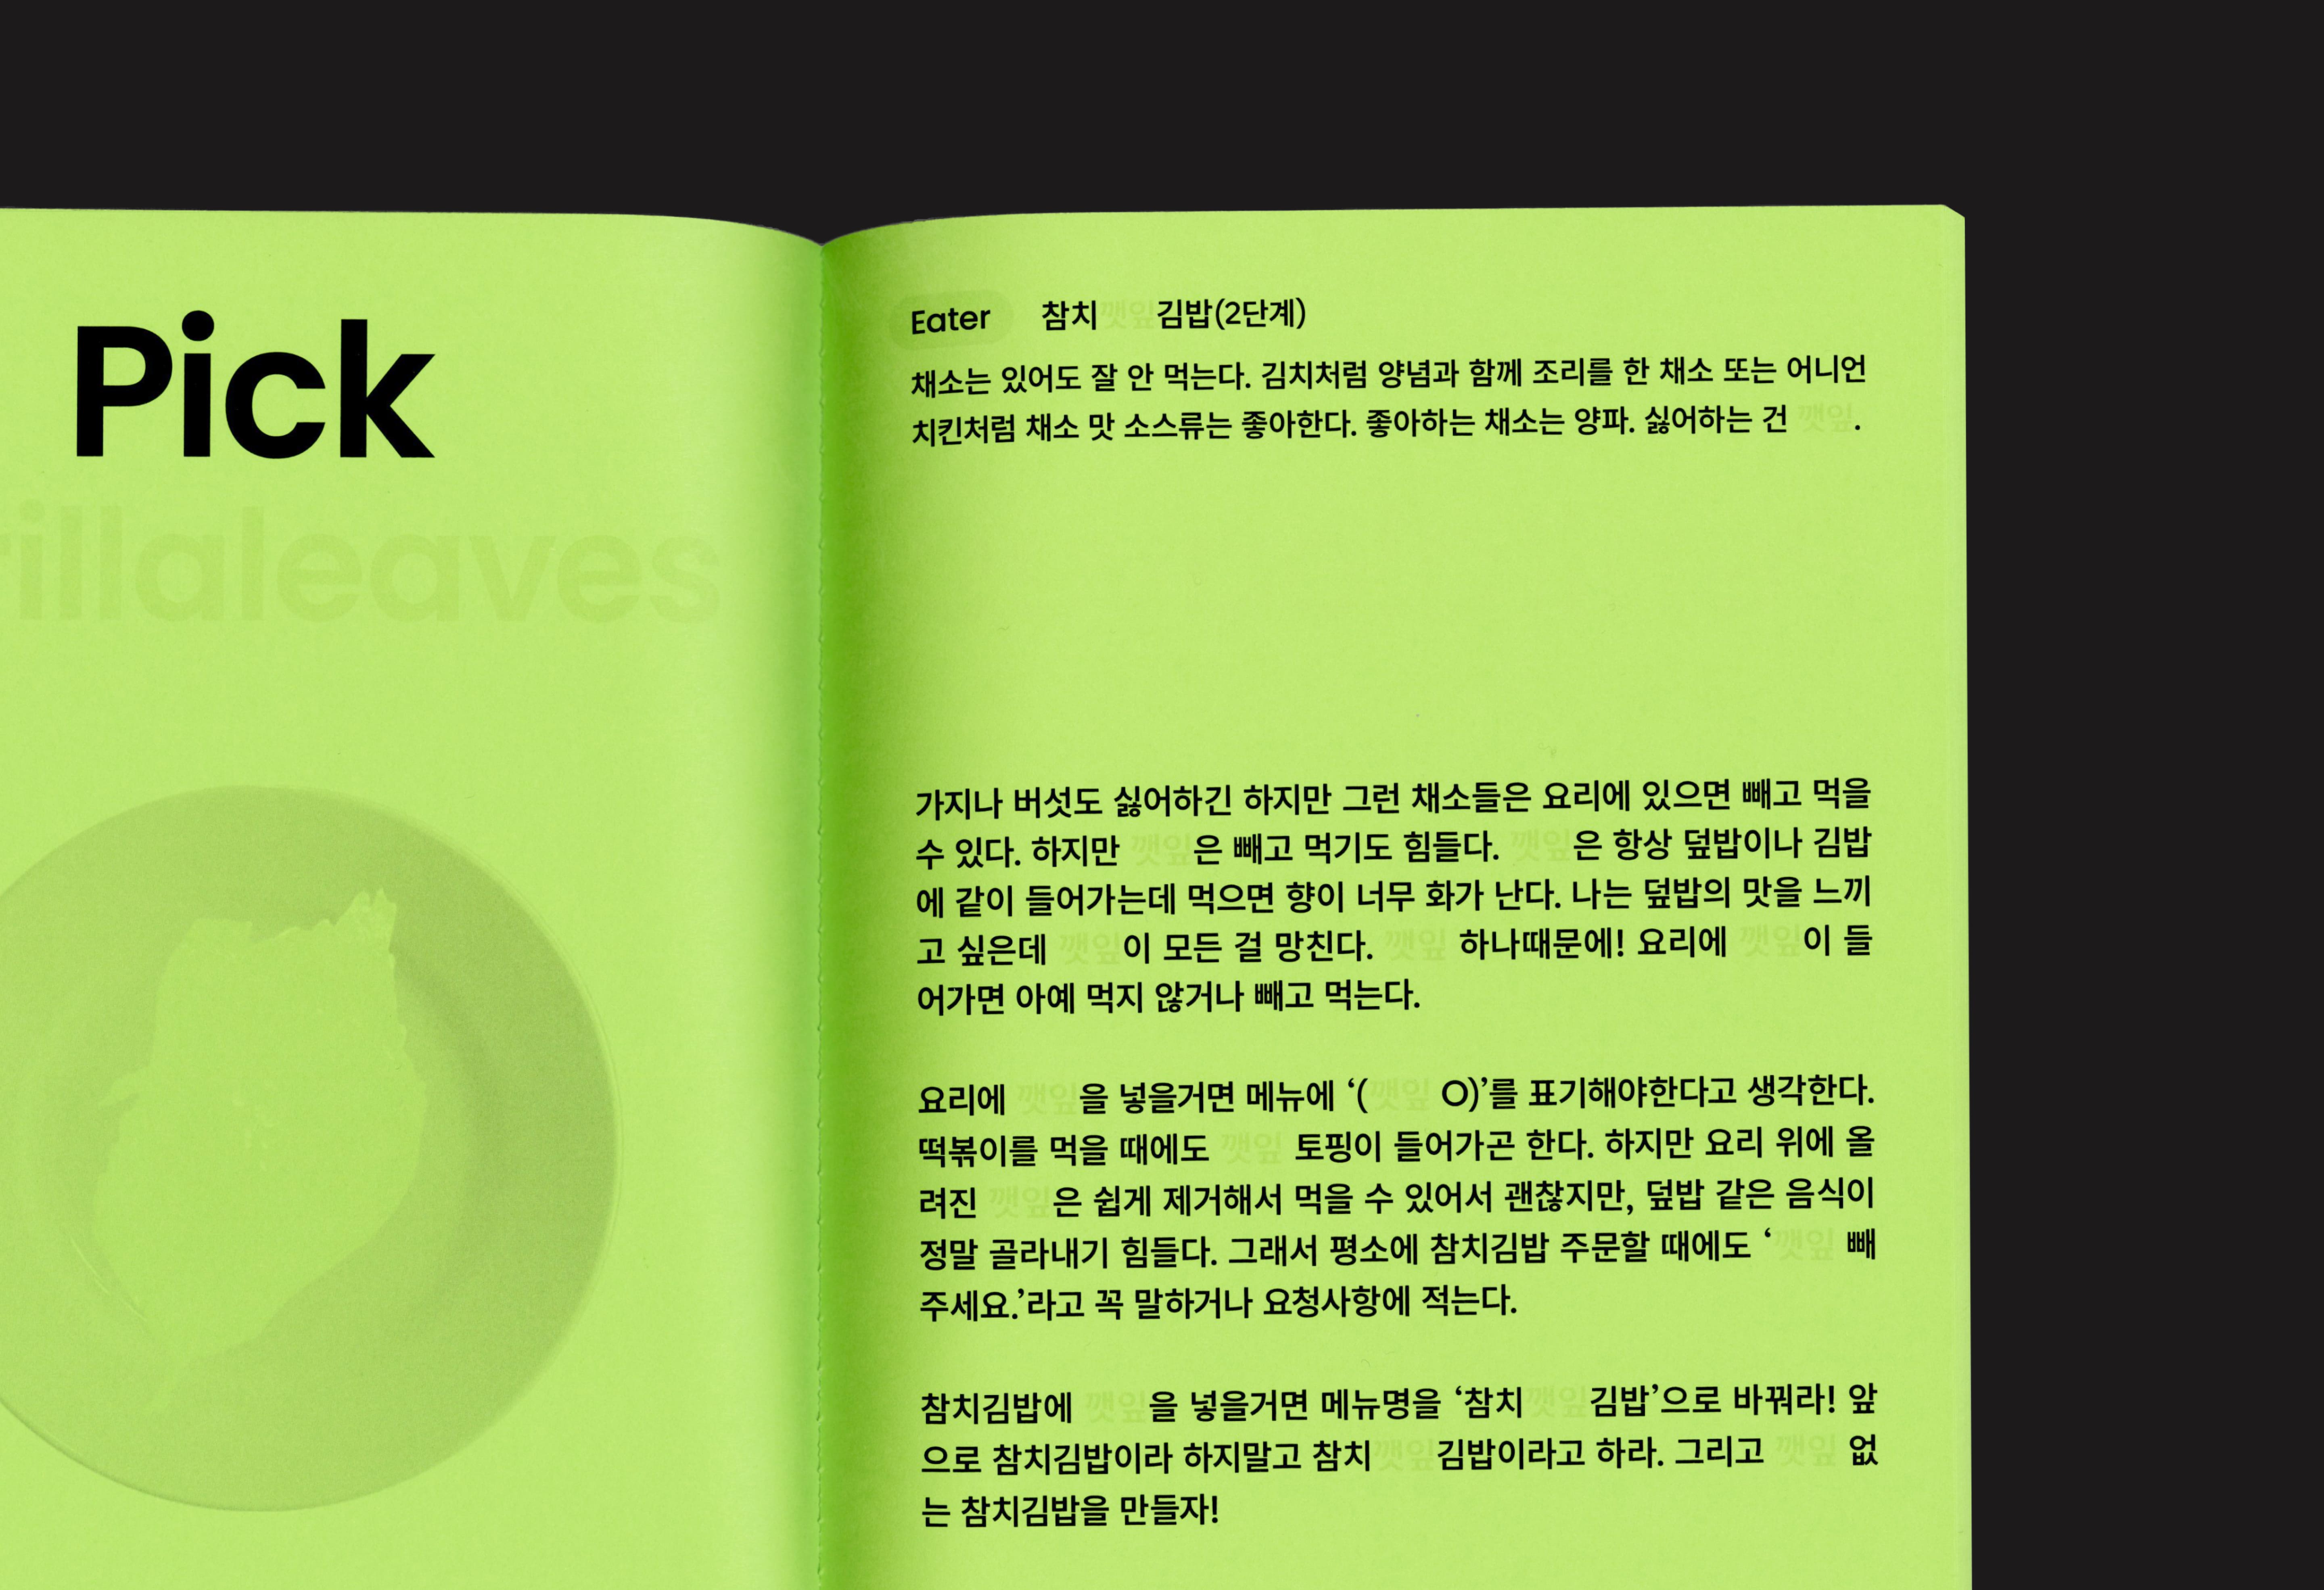 Pick
illaleaves
Eater 참치깻잎김밥(2단계)
채소는 있어도 잘 안 먹는다. 김치처럼 양념과 함께 조리를 한 채소 또는 어니언
치킨처럼 채소 맛 소스류는 좋아한다. 좋아하는 채소는 양파. 싫어하는 건 깻잎.
가지나 버섯도 싫어하긴 하지만 그런 채소들은 요리에 있으면 빼고 먹을
수 있다. 하지만 깻잎은 빼고 먹기도 힘들다. 깻잎은 항상 덮밥이나 김밥
에 같이 들어가는데 먹으면 향이 너무 화가 난다. 나는 덮밥의 맛을 느끼
고 싶은데 깻잎이 모든 걸 망친다. 깻잎 하나때문에! 요리에 깻잎이 들
어가면 아예 먹지 않거나 빼고 먹는다.
요리에 깻잎을 넣을거면 메뉴에 ‘(깻잎 O)’를 표기해야한다고 생각한다.
떡볶이를 먹을 때에도 깻잎 토핑이 들어가곤 한다. 하지만 요리 위에 올
려진 깻잎은 쉽게 제거해서 먹을 수 있어서 괜찮지만, 덮밥 같은 음식이
정말 골라내기 힘들다. 그래서 평소에 참치김밥 주문할 때에도 ‘깻잎 빼
주세요.’라고 꼭 말하거나 요청사항에 적는다.
참치김밥에 깻잎을 넣을거면 메뉴명을 ‘참치깻잎김밥’으로 바꿔라! 앞
으로 참치김밥이라 하지말고 참치깻잎김밥이라고 하라. 그리고 깻잎 없
는 참치김밥을 만들자!